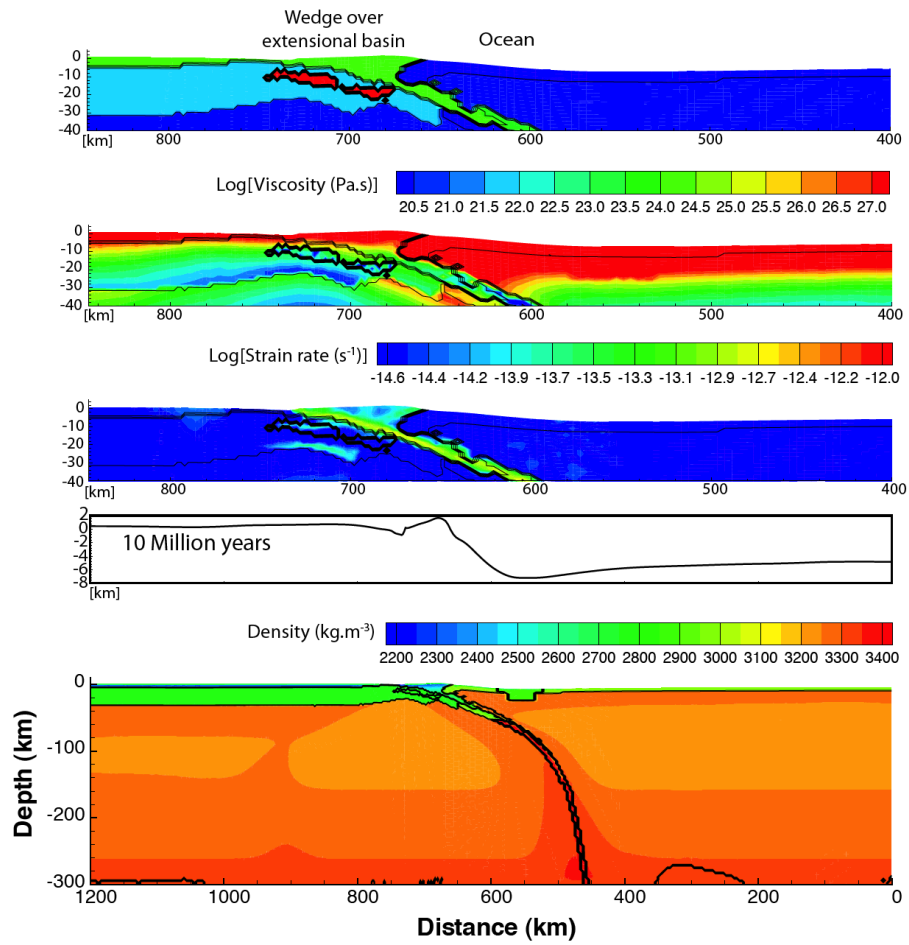 Wedge over
extensional basin
Ocean
0
-10
-20
-30
-40
[km]
800
700
600
500
400
Log[Viscosity (Pa.s)]
20.5 21.0 21.5 22.0 22.5 23.0 23.5 24.0 24.5 25.0 25.5 26.0 26.5 27.0
0
-10
-20
-30
-40
[km]
800
700
600
500
400
Log[Strain rate (s⁻¹)]
-14.6 -14.4 -14.2 -13.9 -13.7 -13.5 -13.3 -13.1 -12.9 -12.7 -12.4 -12.2 -12.0
0
-10
-20
-30
-40
[km]
800
700
600
500
400
2
0
-2
-4
-6
-8
10 Million years
[km]
Density (kg.m⁻³)
2200 2300 2400 2500 2600 2700 2800 2900 3000 3100 3200 3300 3400
0
-100
-200
-300
Depth (km)
1200
1000
800
600
400
200
0
Distance (km)